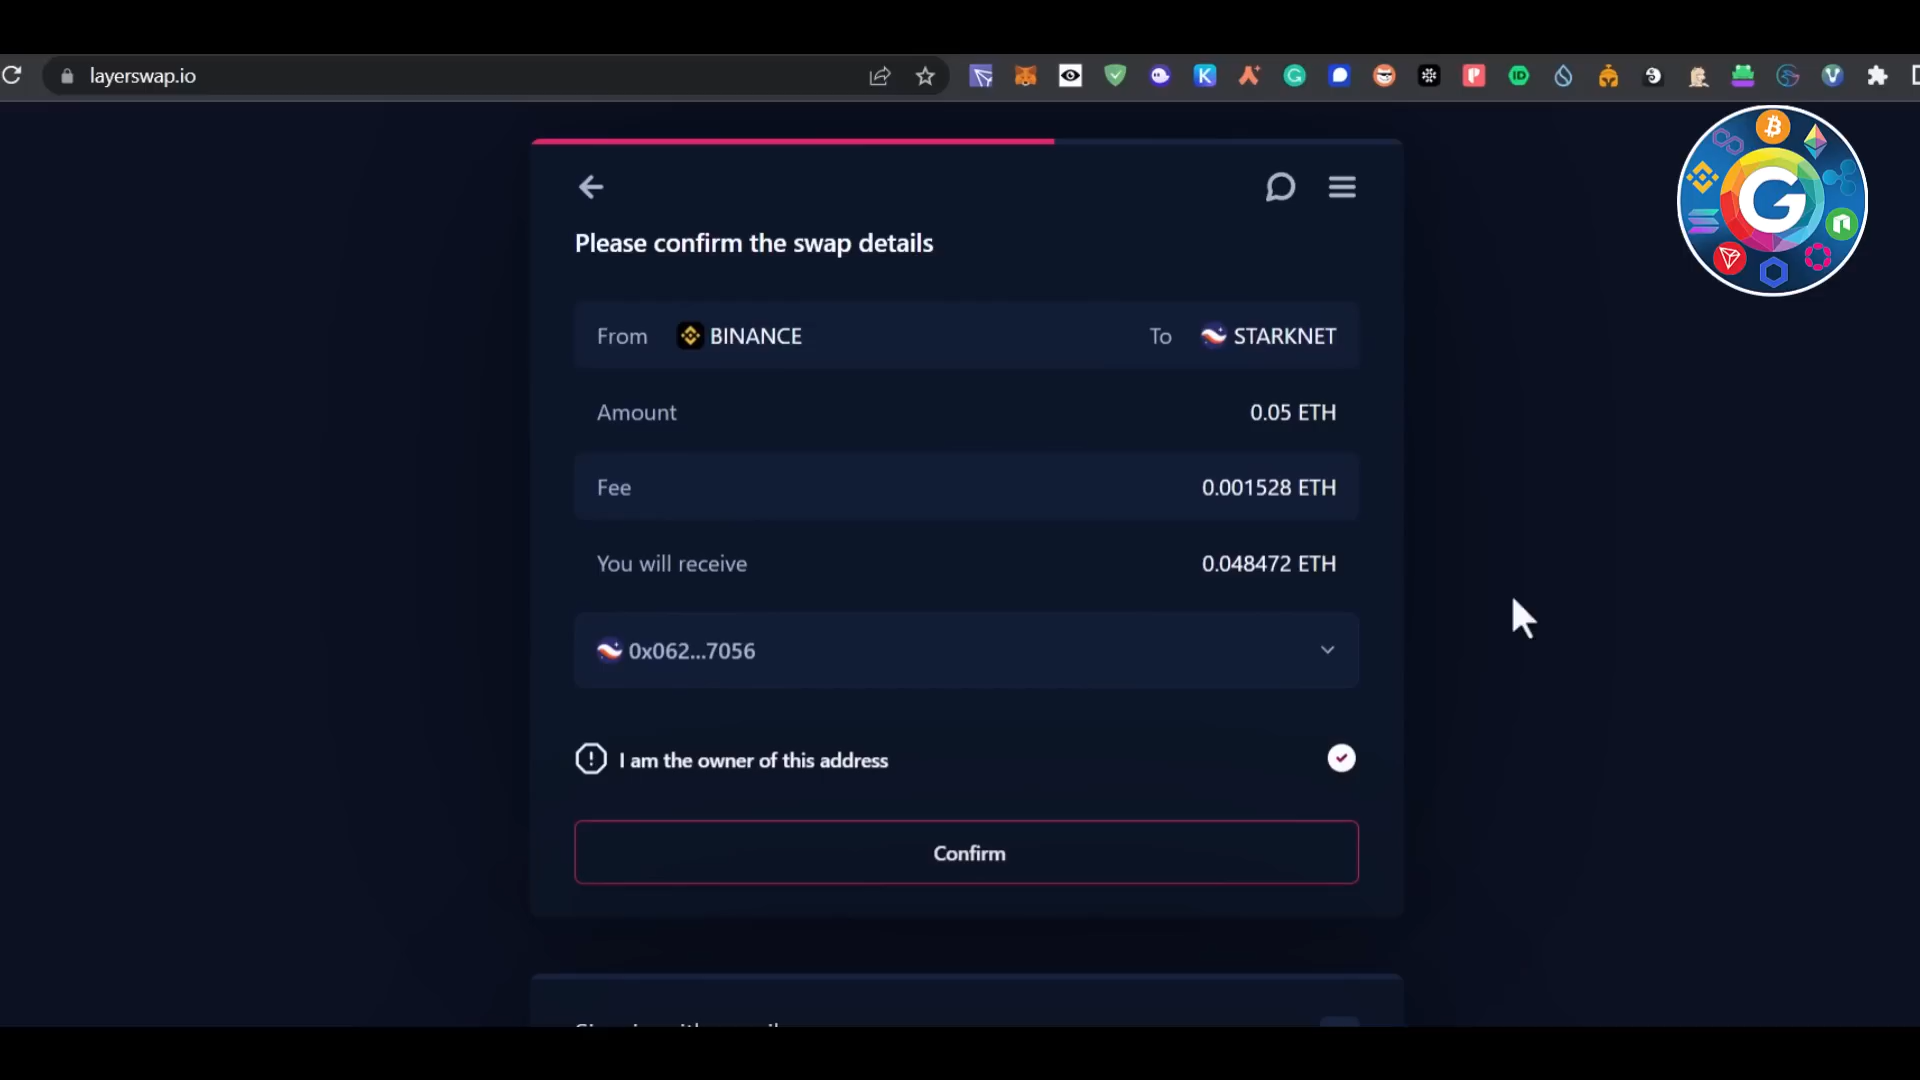 layerswap.io
Please confirm the swap details
From BINANCE To STARKNET
Amount 0.05 ETH
Fee 0.001528 ETH
You will receive 0.048472 ETH
0x062...7056
I am the owner of this address
Confirm